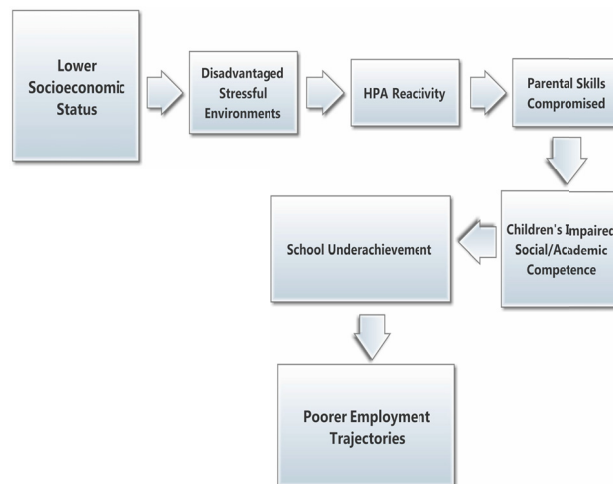 Lower
Socioeconomic
Status
Disadvantaged
Stressful
Environments
HPA Reactivity
Parental Skills
Compromised
Children's Impaired
Social/Academic
Competence
School Underachievement
Poorer Employment
Trajectories